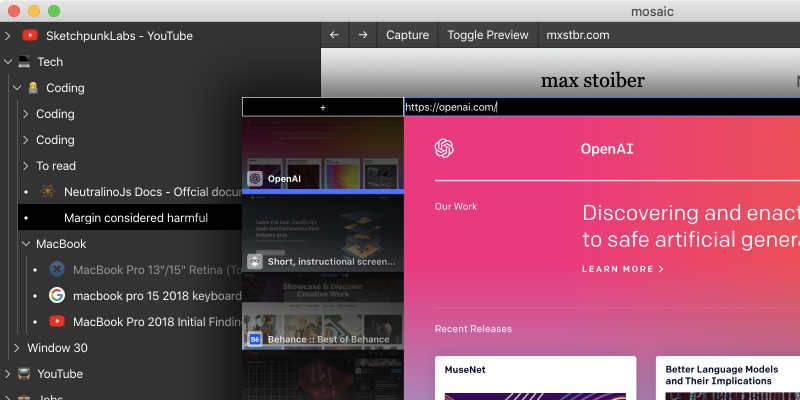 mosaic
SketchpunkLabs - YouTube
Tech
Coding
Coding
Coding
To read
NeutralinoJs Docs - Offcial docu
Margin considered harmful
MacBook
MacBook Pro 13"/15" Retina (To
macbook pro 15 2018 keyboard
MacBook Pro 2018 Initial Findin
Window 30
YouTube
Jobs
Capture Toggle Preview mxstbr.com
max stoiber
+ https://openai.com/
OpenAI
Short, instructional screen...
Showcase & Discover
Creative Work
Behance :: Best of Behance
OpenAI
Our Work
Discovering and enact
to safe artificial genera
LEARN MORE
Recent Releases
MuseNet
Better Language Models
and Their Implications